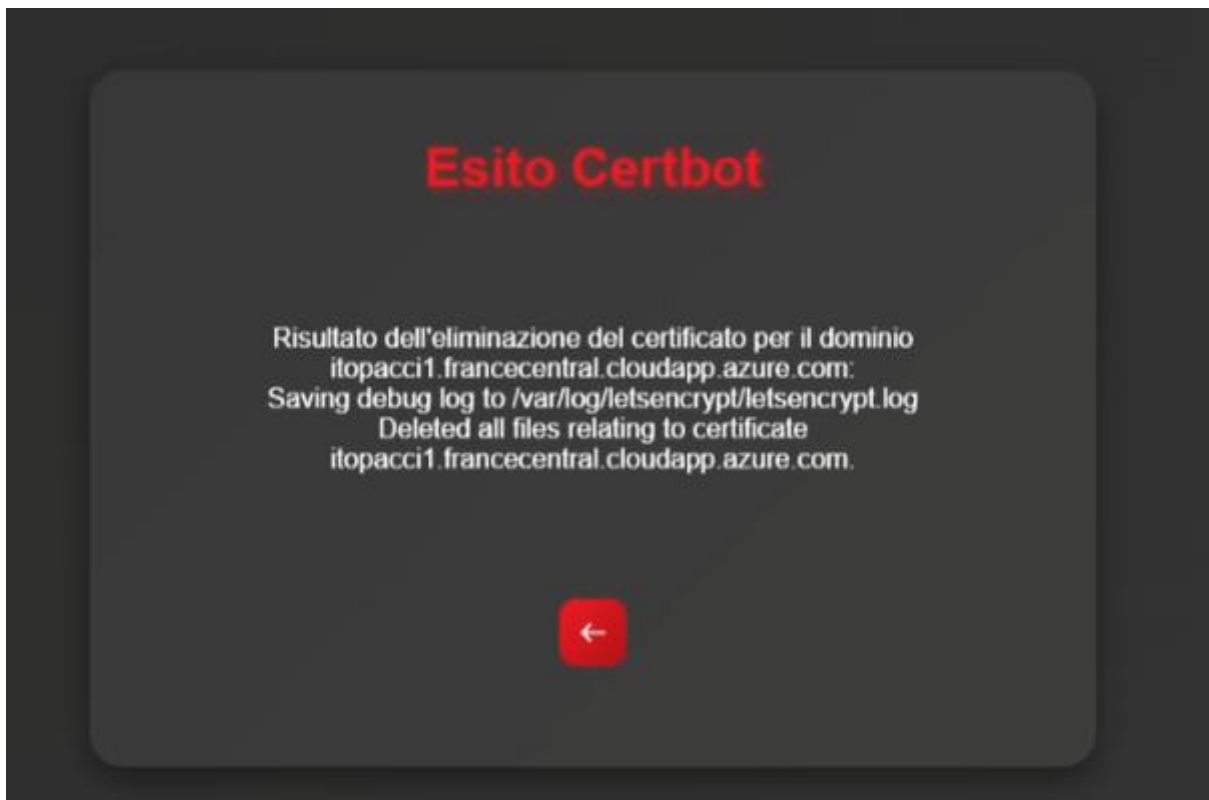 Esito Certbot
Risultato dell'eliminazione del certificato per il dominio
itopacci1.francecentral.cloudapp.azure.com:
Saving debug log to /var/log/letsencrypt/letsencrypt.log
Deleted all files relating to certificate
itopacci1.francecentral.cloudapp.azure.com.